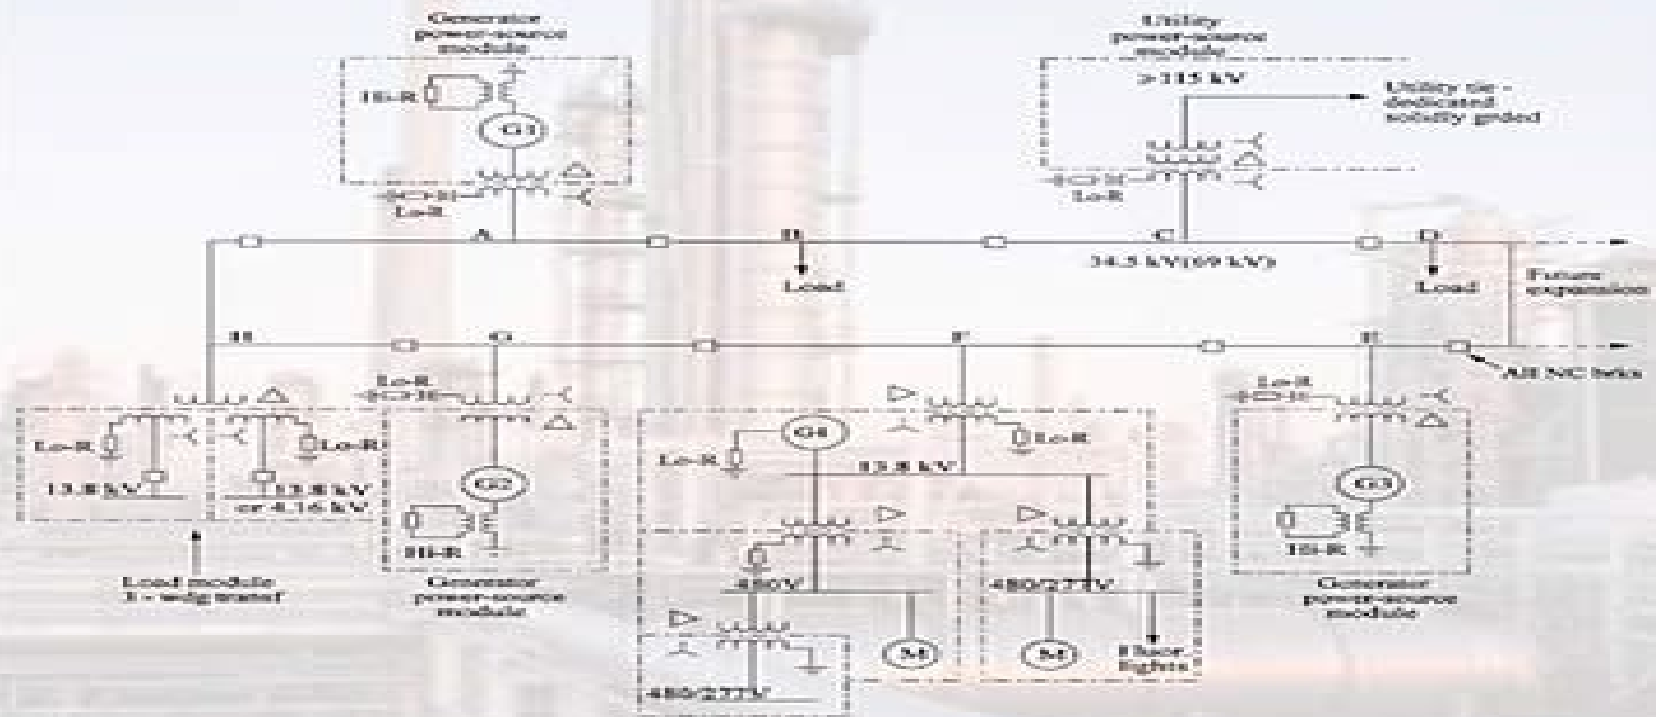 Generator
power-source
module
Hi-R
G1
Lo-R
Utility
power-source
module
≥115 kV
Utility tie -
dedicated
solidly grded
Lo-R
A
B
C
D
34.5 kV(69 kV)
Load
Load
Future
expansion
H
G
F
E
All NC brks
Lo-R
Lo-R
13.8 kV
13.8 kV
or 4.16 kV
Load module
3 - wdg transf
Lo-R
G2
Hi-R
Generator
power-source
module
Lo-R
G4
Lo-R
13.8 kV
480V
480/277V
M
M
Fluor.
lights
480/277V
Lo-R
G3
Hi-R
Generator
power-source
module